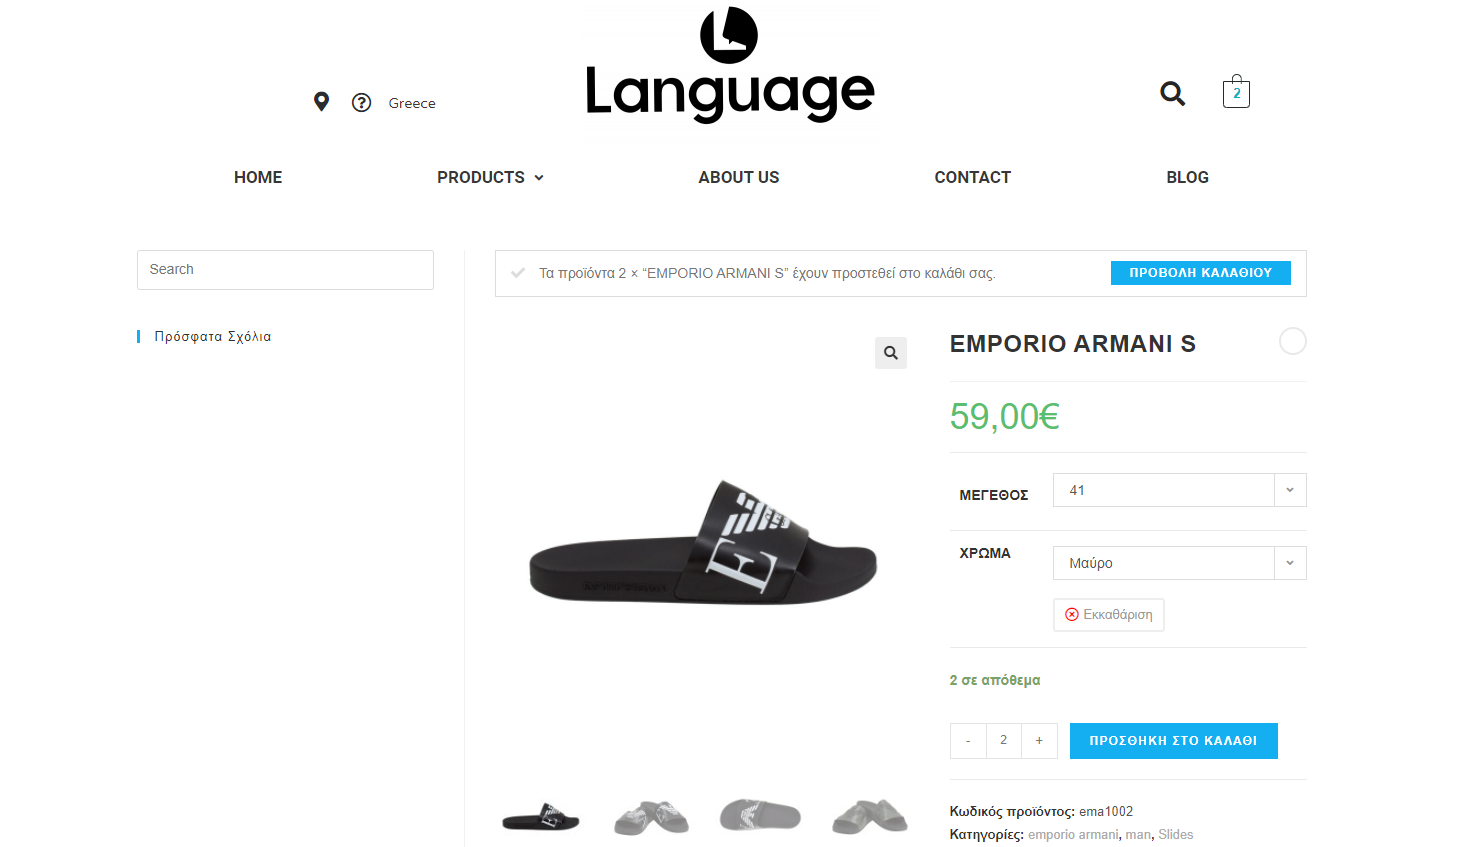 Language
Greece
2
HOME
PRODUCTS
ABOUT US
CONTACT
BLOG
Search
Πρόσφατα Σχόλια
Τα προϊόντα 2 × “EMPORIO ARMANI S” έχουν προστεθεί στο καλάθι σας.
ΠΡΟΒΟΛΗ ΚΑΛΑΘΙΟΥ
EMPORIO ARMANI S
59,00€
ΜΕΓΕΘΟΣ
41
ΧΡΩΜΑ
Μαύρο
Εκκαθάριση
2 σε απόθεμα
- 2 +
ΠΡΟΣΘΗΚΗ ΣΤΟ ΚΑΛΑΘΙ
Κωδικός προϊόντος: ema1002
Κατηγορίες: emporio armani, man, Slides